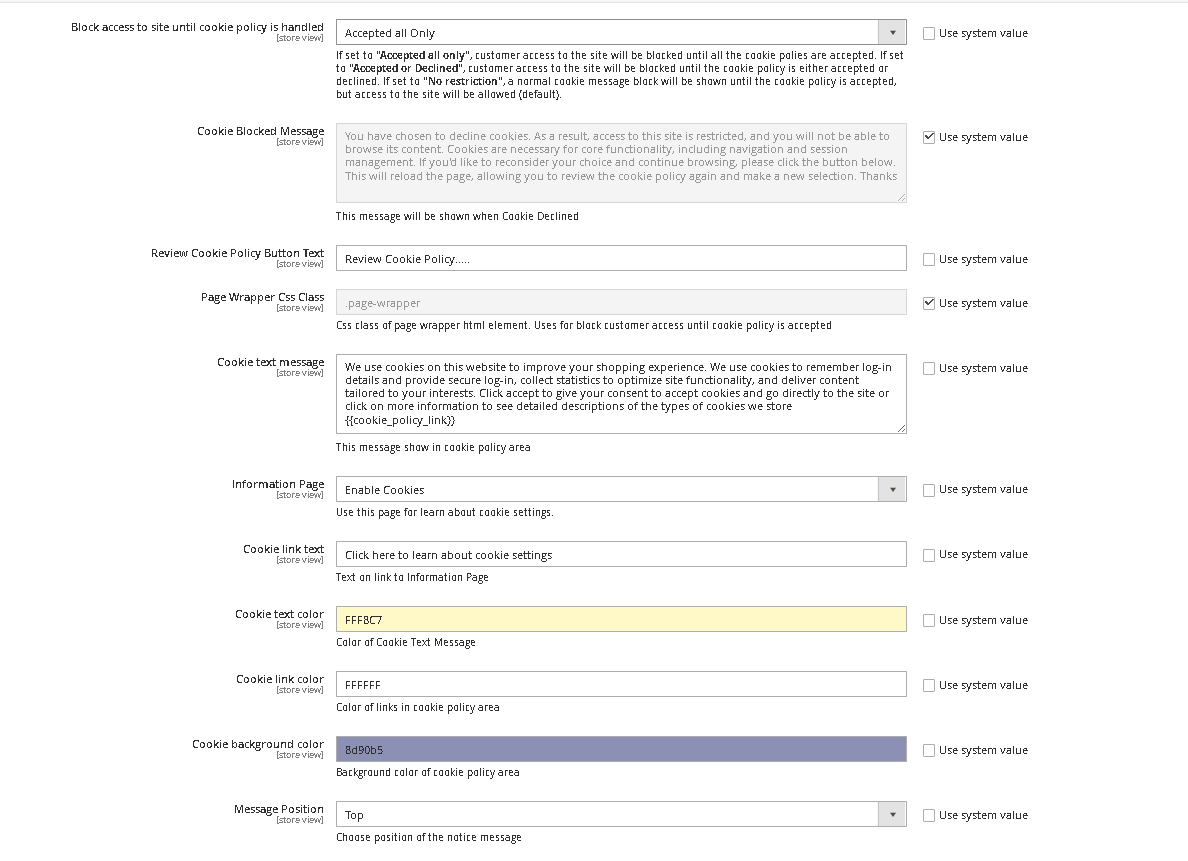 Block access to site until cookie policy is handled
[store view]
Accepted all Only
Use system value
If set to "Accepted all only", customer access to the site will be blocked until all the cookie polies are accepted. If set
to "Accepted or Declined", customer access to the site will be blocked until the cookie policy is either accepted or
declined. If set to "No restriction", a normal cookie message block will be shown until the cookie policy is accepted,
but access to the site will be allowed (default).
Cookie Blocked Message
[store view]
You have chosen to decline cookies. As a result, access to this site is restricted, and you will not be able to
browse its content. Cookies are necessary for core functionality, including navigation and session
management. If you'd like to reconsider your choice and continue browsing, please click the button below.
This will reload the page, allowing you to review the cookie policy again and make a new selection. Thanks
Use system value
This message will be shown when Cookie Declined
Review Cookie Policy Button Text
[store view]
Review Cookie Policy.....
Use system value
Page Wrapper Css Class
[store view]
.page-wrapper
Use system value
Css class of page wrapper html element. Uses for block customer access until cookie policy is accepted
Cookie text message
[store view]
We use cookies on this website to improve your shopping experience. We use cookies to remember log-in
details and provide secure log-in, collect statistics to optimize site functionality, and deliver content
tailored to your interests. Click accept to give your consent to accept cookies and go directly to the site or
click on more information to see detailed descriptions of the types of cookies we store
{{cookie_policy_link}}
Use system value
This message show in cookie policy area
Information Page
[store view]
Enable Cookies
Use system value
Use this page for learn about cookie settings.
Cookie link text
[store view]
Click here to learn about cookie settings
Use system value
Text on link to Information Page
Cookie text color
[store view]
FFF8C7
Use system value
Color of Cookie Text Message
Cookie link color
[store view]
FFFFFF
Use system value
Color of links in cookie policy area
Cookie background color
[store view]
8d90b5
Use system value
Background color of cookie policy area
Message Position
[store view]
Top
Use system value
Choose position of the notice message